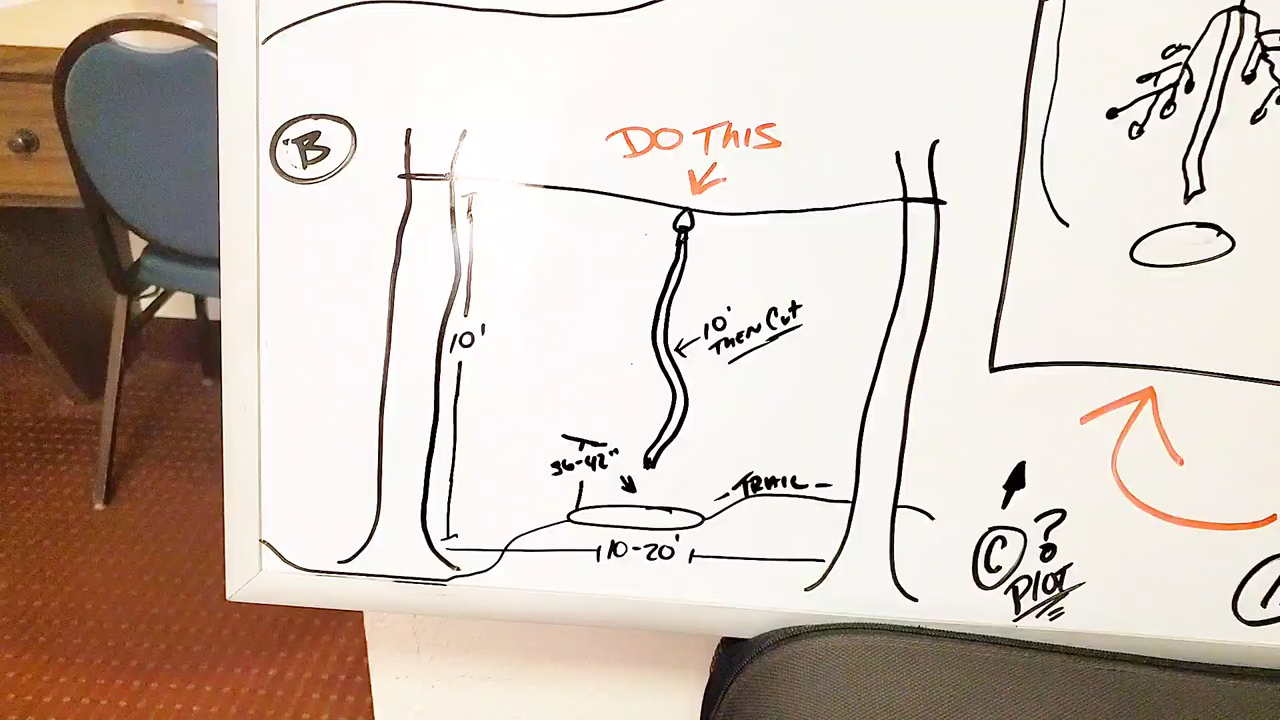 B
DO THIS
10'
10'
THEN CUT
36-42"
- TRAIL -
10-20'
C ?
PLOT